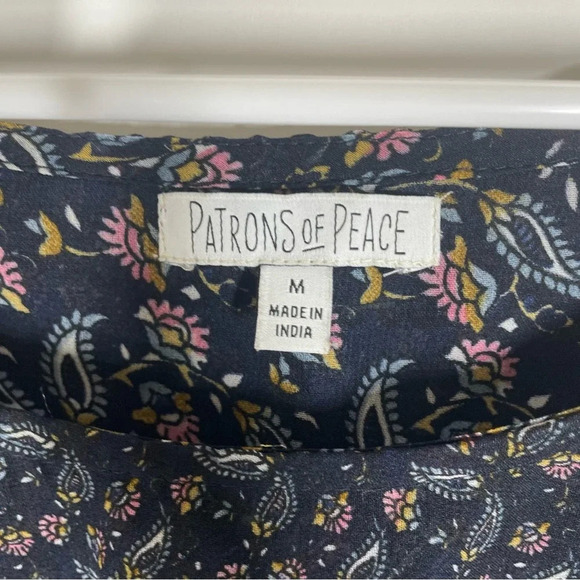 PATRONS OF PEACE
M
MADE IN
INDIA